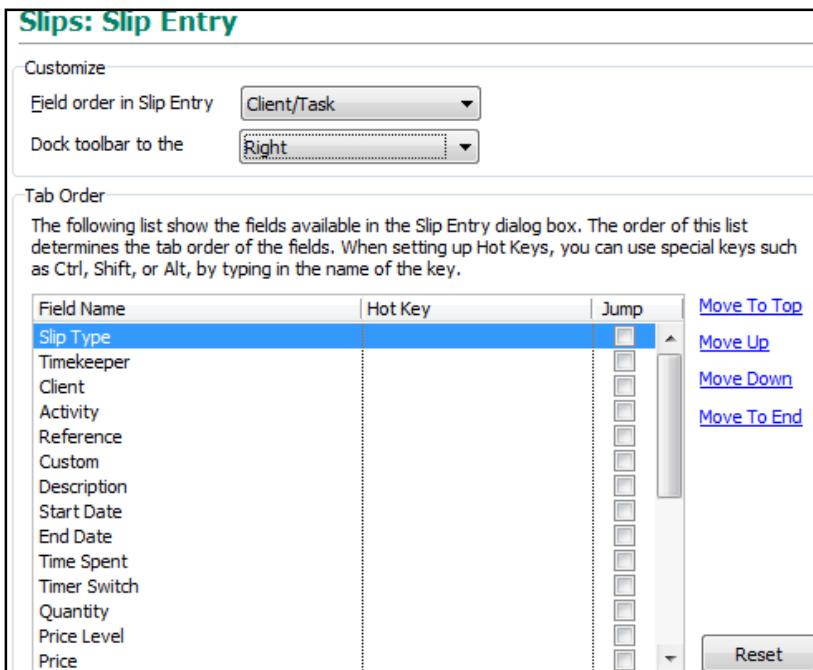 Slips: Slip Entry
Customize
Field order in Slip Entry Client/Task
Dock toolbar to the Right
Tab Order
The following list show the fields available in the Slip Entry dialog box. The order of this list
determines the tab order of the fields. When setting up Hot Keys, you can use special keys such
as Ctrl, Shift, or Alt, by typing in the name of the key.
Field Name Hot Key Jump Move To Top
Slip Type
Move Up
Timekeeper
Client Move Down
Activity Move To End
Reference
Custom
Description
Start Date
End Date
Time Spent
Timer Switch
Quantity
Price Level
Price Reset